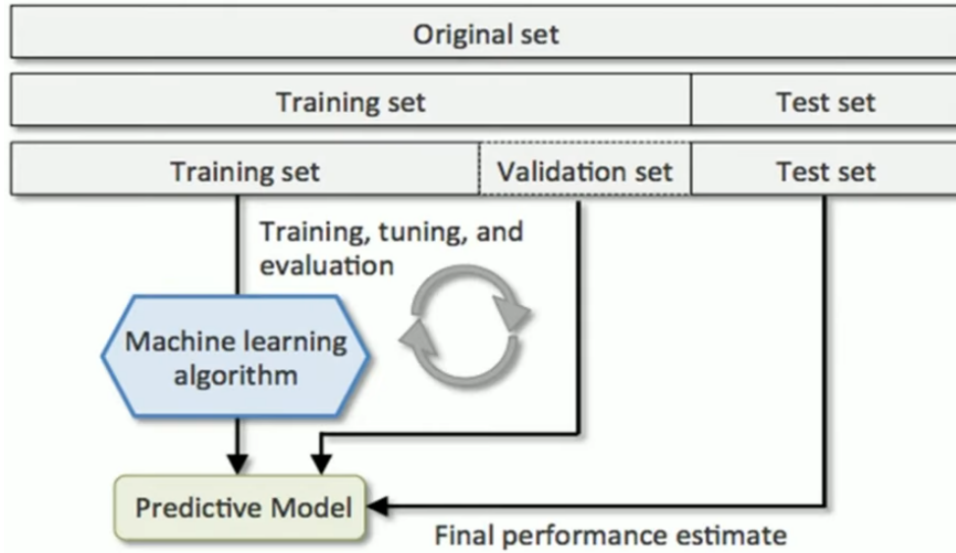 Original set
Training set
Test set
Training set
Validation set
Test set
Training, tuning, and
evaluation
Machine learning
algorithm
Predictive Model
Final performance estimate